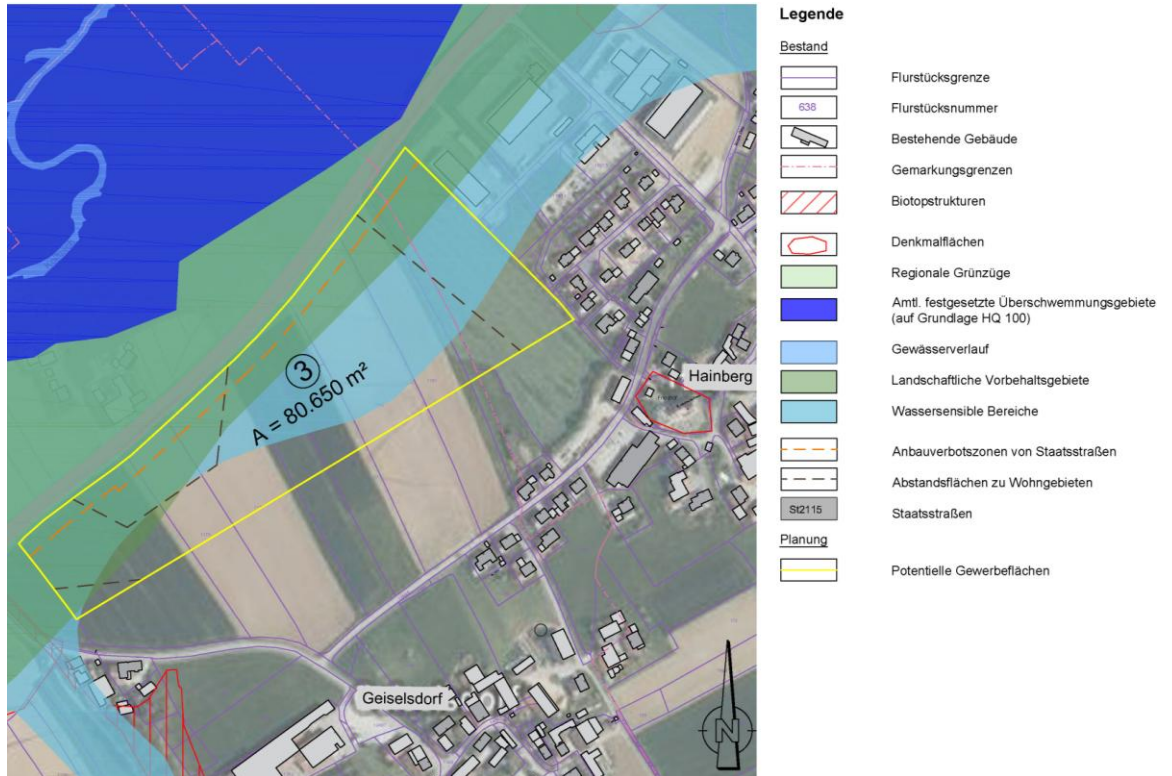 3
A = 80.650 m²
Hainberg
Geiselsdorf
N
Legende
Bestand
Flurstücksgrenze
638
Flurstücksnummer
Bestehende Gebäude
Gemarkungsgrenzen
Biotopstrukturen
Denkmalflächen
Regionale Grünzüge
Amtl. festgesetzte Überschwemmungsgebiete
(auf Grundlage HQ 100)
Gewässerverlauf
Landschaftliche Vorbehaltsgebiete
Wassersensible Bereiche
Anbauverbotszonen von Staatsstraßen
Abstandsflächen zu Wohngebieten
St2115
Staatsstraßen
Planung
Potentielle Gewerbeflächen